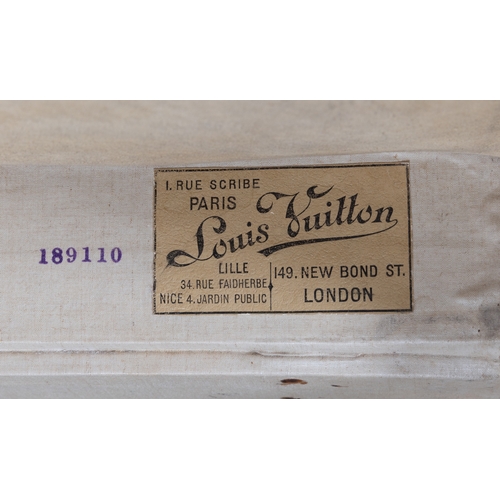 1. RUE SCRIBE
PARIS
Louis Vuitton
LILLE
34. RUE FAIDHERBE
NICE 4. JARDIN PUBLIC
149. NEW BOND ST.
LONDON
189110